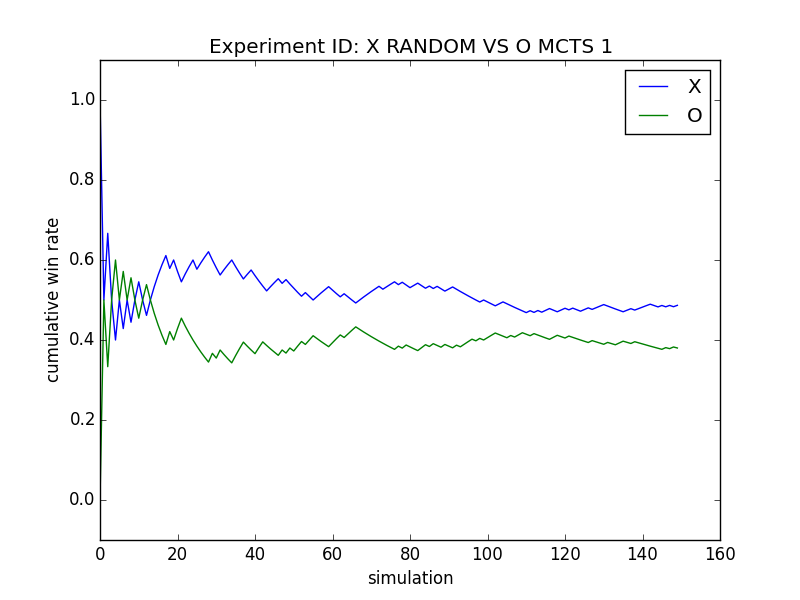 Experiment ID: X RANDOM VS O MCTS 1
X
O
cumulative win rate
1.0
0.8
0.6
0.4
0.2
0.0
0 20 40 60 80 100 120 140 160
simulation